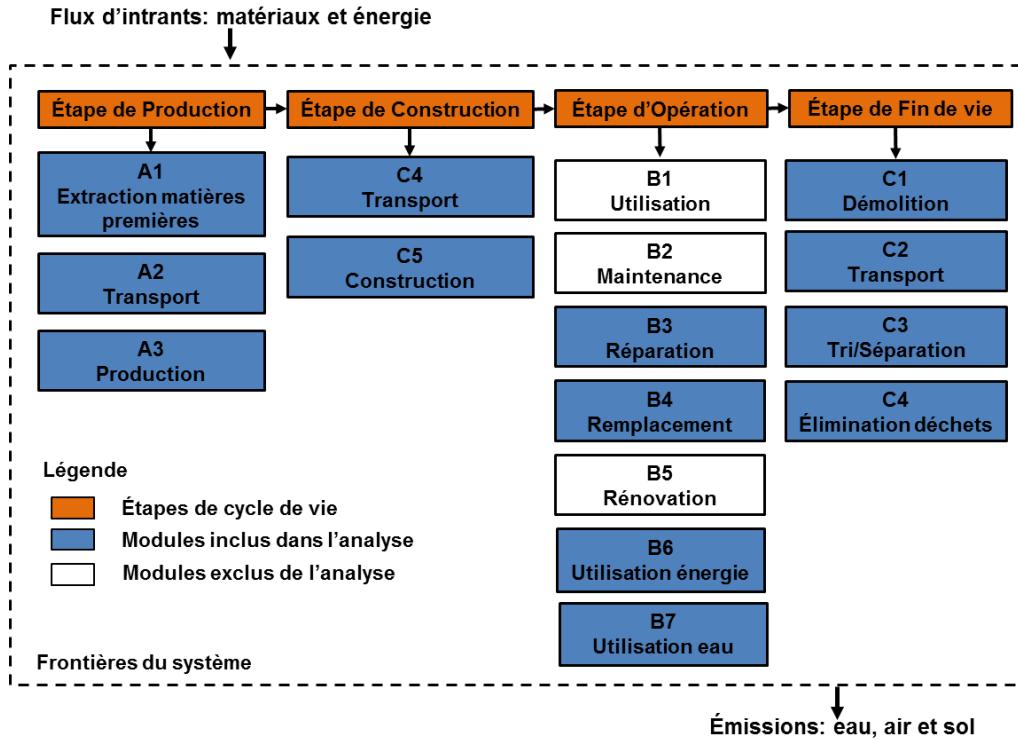 Flux d'intrants: matériaux et énergie
Étape de Production
Étape de Construction
Étape d'Opération
Étape de Fin de vie
A1
Extraction matières
premières
A2
Transport
A3
Production
C4
Transport
C5
Construction
B1
Utilisation
B2
Maintenance
B3
Réparation
B4
Remplacement
B5
Rénovation
B6
Utilisation énergie
B7
Utilisation eau
C1
Démolition
C2
Transport
C3
Tri/Séparation
C4
Élimination déchets
Légende
Étapes de cycle de vie
Modules inclus dans l'analyse
Modules exclus de l'analyse
Frontières du système
Émissions: eau, air et sol